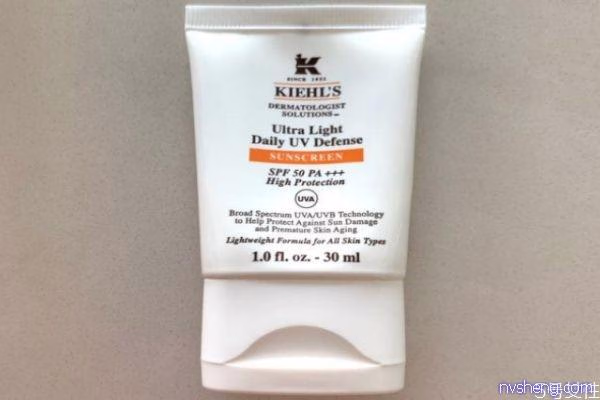 K
SINCE 1851
KIEHL'S
DERMATOLOGIST
SOLUTIONS™
Ultra Light
Daily UV Defense
SUNSCREEN
SPF 50 PA +++
High Protection
UVA
Broad Spectrum UVA/UVB Technology
to Help Protect Against Sun Damage
and Premature Skin Aging
Lightweight Formula for All Skin Types
1.0 fl. oz. - 30 ml
nvsheng.com